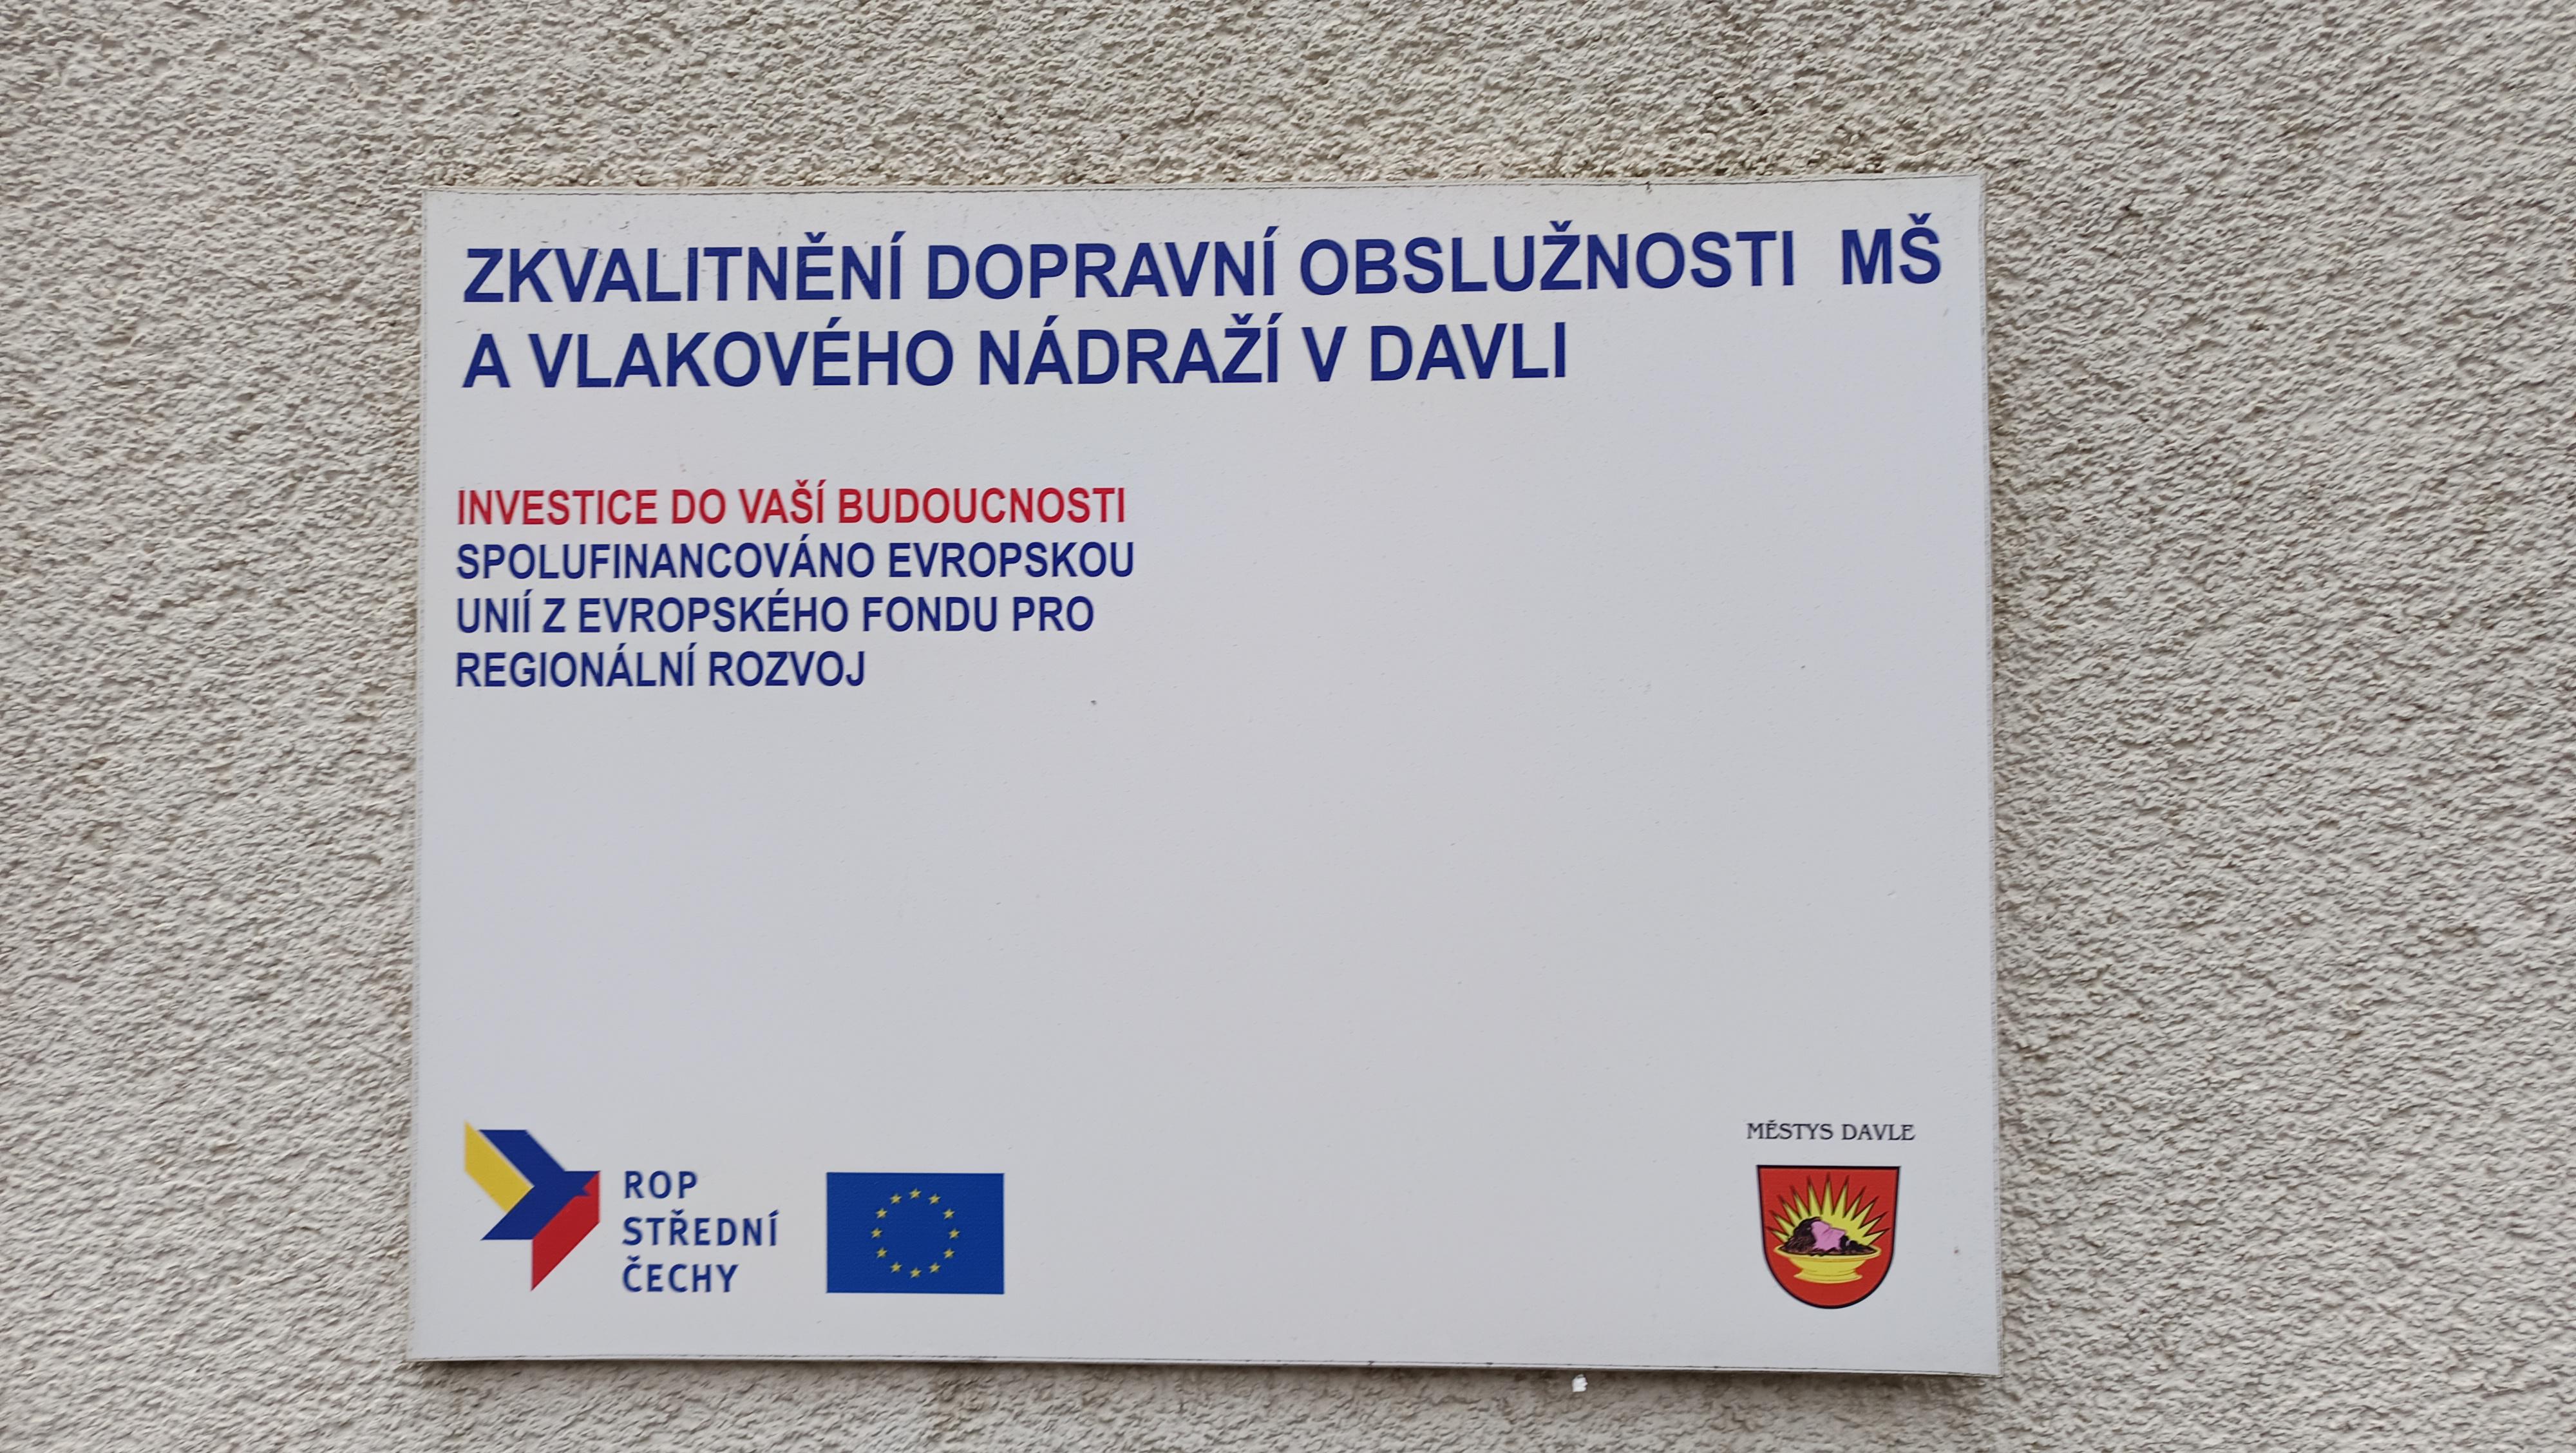 ZKVALITNĚNÍ DOPRAVNÍ OBSLUŽNOSTI MŠ
A VLAKOVÉHO NÁDRAŽÍ V DAVLI
INVESTICE DO VAŠÍ BUDOUCNOSTI
SPOLUFINANCOVÁNO EVROPSKOU
UNIÍ Z EVROPSKÉHO FONDU PRO
REGIONÁLNÍ ROZVOJ
ROP
STŘEDNÍ
ČECHY
MĚSTYS DAVLE